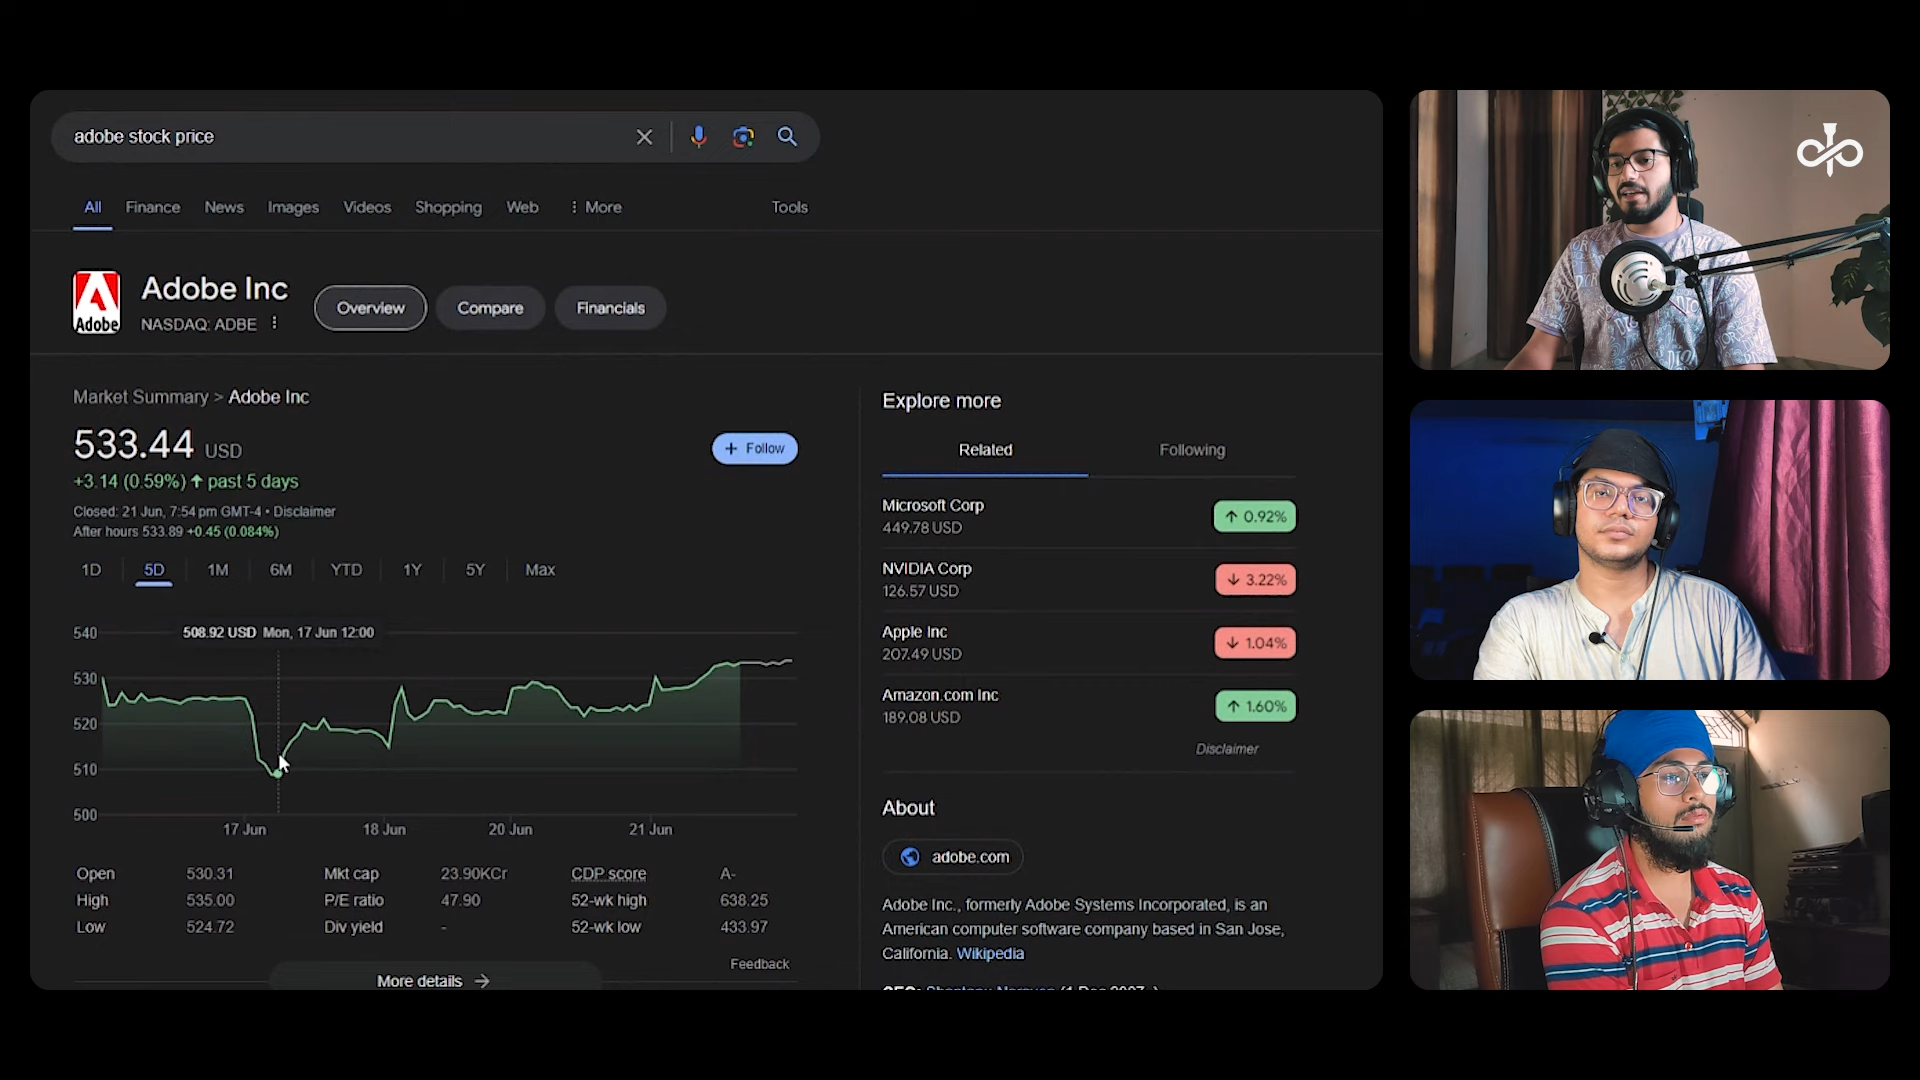 adobe stock price
All Finance News Images Videos Shopping Web More Tools
Adobe
Adobe Inc
NASDAQ: ADBE
Overview Compare Financials
Market Summary > Adobe Inc
533.44 USD
+ Follow
+3.14 (0.59%) ↑ past 5 days
Closed: 21 Jun, 7:54 pm GMT-4 • Disclaimer
After hours 533.89 +0.45 (0.084%)
1D 5D 1M 6M YTD 1Y 5Y Max
508.92 USD Mon, 17 Jun 12:00
540
530
520
510
500
17 Jun 18 Jun 20 Jun 21 Jun
Open 530.31 Mkt cap 23.90KCr CDP score A-
High 535.00 P/E ratio 47.90 52-wk high 638.25
Low 524.72 Div yield - 52-wk low 433.97
Feedback
More details →
Explore more
Related Following
Microsoft Corp
449.78 USD
↑ 0.92%
NVIDIA Corp
126.57 USD
↓ 3.22%
Apple Inc
207.49 USD
↓ 1.04%
Amazon.com Inc
189.08 USD
↑ 1.60%
Disclaimer
About
adobe.com
Adobe Inc., formerly Adobe Systems Incorporated, is an
American computer software company based in San Jose,
California. Wikipedia
DIOR